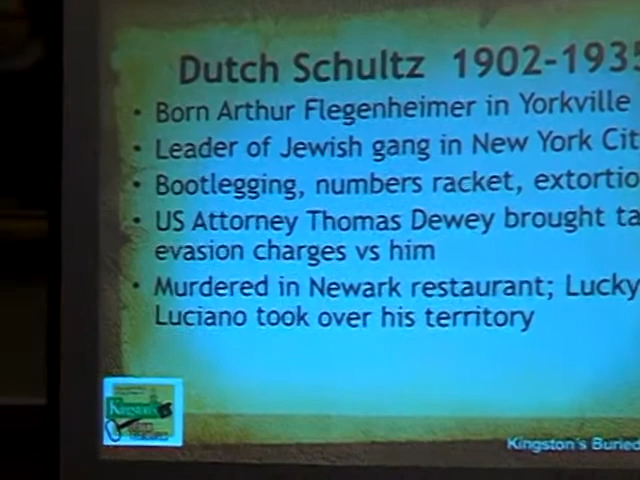 Dutch Schultz 1902-1935
• Born Arthur Flegenheimer in Yorkville
• Leader of Jewish gang in New York Cit
• Bootlegging, numbers racket, extortio
• US Attorney Thomas Dewey brought ta
evasion charges vs him
• Murdered in Newark restaurant; Lucky
Luciano took over his territory
Kingston's
Kingston's Buried